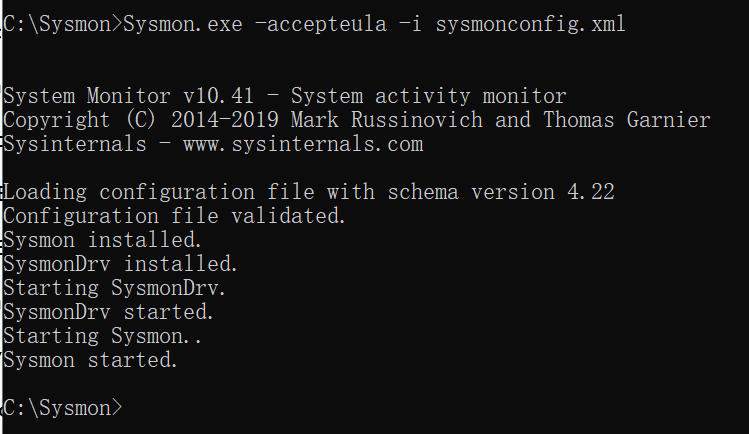 C:\Sysmon>Sysmon.exe -accepteula -i sysmonconfig.xml
System Monitor v10.41 - System activity monitor
Copyright (C) 2014-2019 Mark Russinovich and Thomas Garnier
Sysinternals - www.sysinternals.com
Loading configuration file with schema version 4.22
Configuration file validated.
Sysmon installed.
SysmonDrv installed.
Starting SysmonDrv.
SysmonDrv started.
Starting Sysmon..
Sysmon started.
C:\Sysmon>